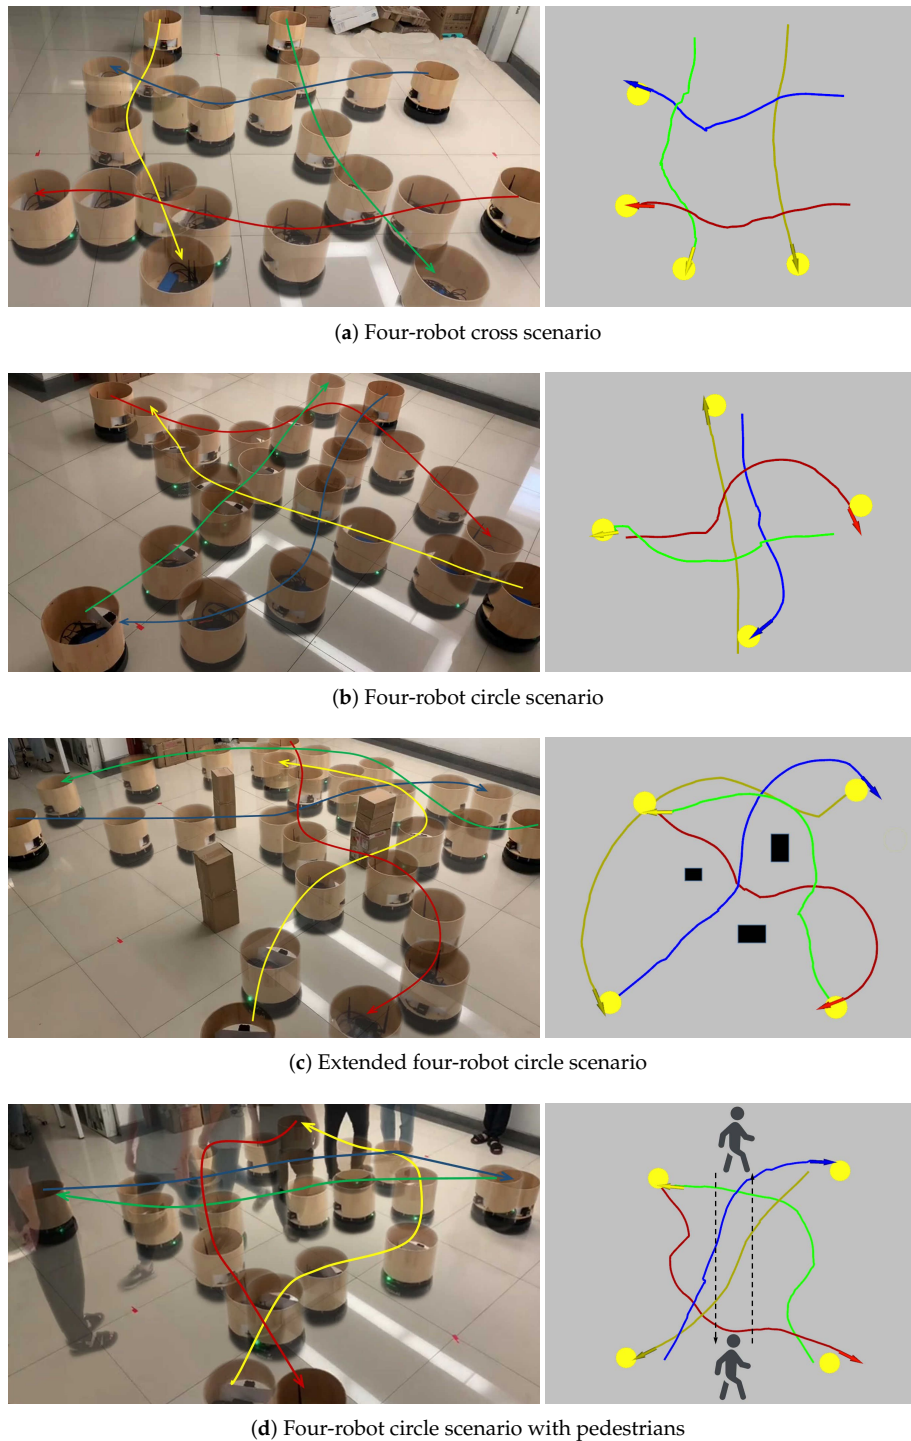 (a) Four-robot cross scenario
(b) Four-robot circle scenario
(c) Extended four-robot circle scenario
(d) Four-robot circle scenario with pedestrians